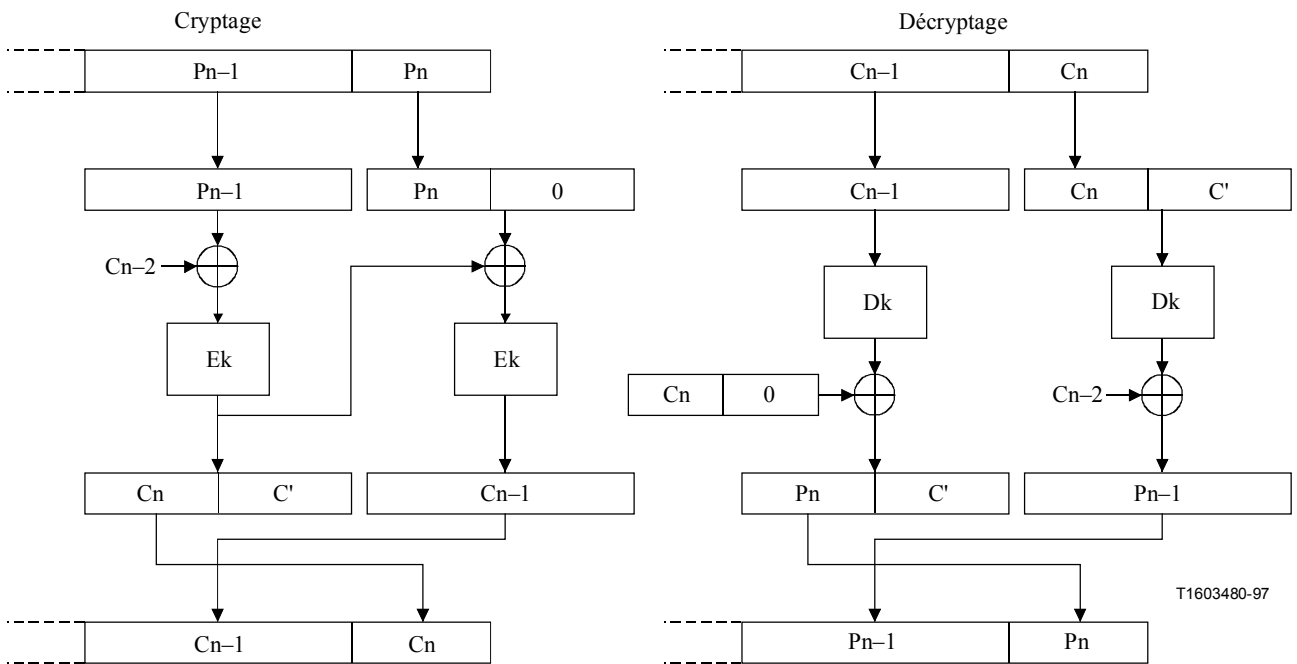 Cryptage
Décryptage
Pn–1 Pn
Cn–1 Cn
Pn–1
Pn 0
Cn–1
Cn C'
Cn–2
Dk
Dk
Ek
Ek
Cn 0
Cn–2
Cn C'
Cn–1
Pn C'
Pn–1
T1603480-97
Cn–1 Cn
Pn–1 Pn